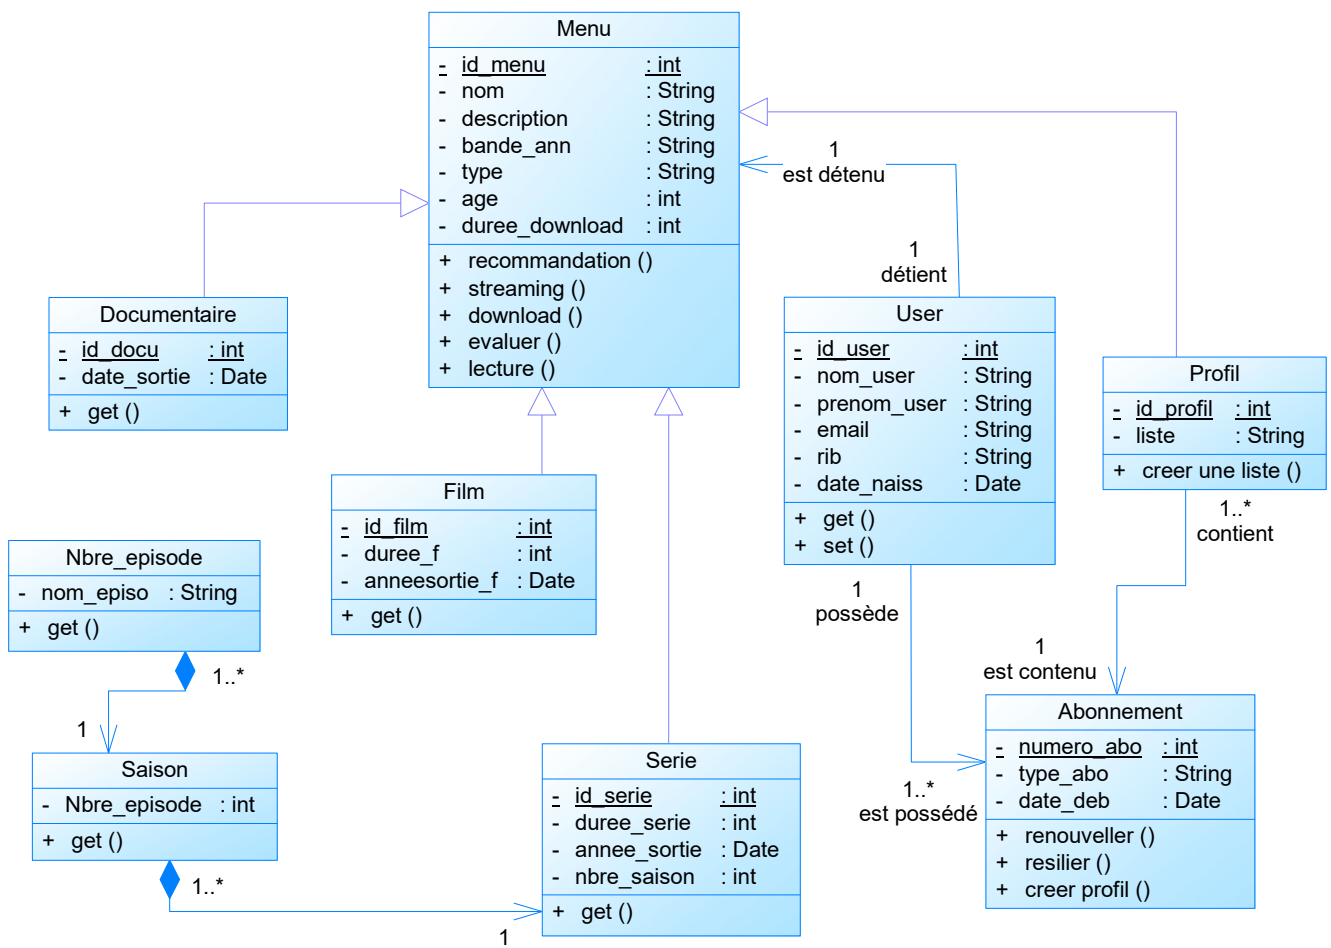 Menu
- id_menu : int
- nom : String
- description : String
- bande_ann : String
- type : String
- age : int
- duree_download : int
+ recommandation ()
+ streaming ()
+ download ()
+ evaluer ()
+ lecture ()
1
est détenu
1
détient
Documentaire
- id_docu : int
- date_sortie : Date
+ get ()
User
- id_user : int
- nom_user : String
- prenom_user : String
- email : String
- rib : String
- date_naiss : Date
+ get ()
+ set ()
Profil
- id_profil : int
- liste : String
+ creer une liste ()
Film
- id_film : int
- duree_f : int
- anneesortie_f : Date
+ get ()
1..*
contient
Nbre_episode
- nom_episo : String
+ get ()
1
possède
1..*
1
est contenu
1
Saison
- Nbre_episode : int
+ get ()
1..*
1
Serie
- id_serie : int
- duree_serie : int
- annee_sortie : Date
- nbre_saison : int
+ get ()
1..*
est possédé
Abonnement
- numero_abo : int
- type_abo : String
- date_deb : Date
+ renouveller ()
+ resilier ()
+ creer profil ()